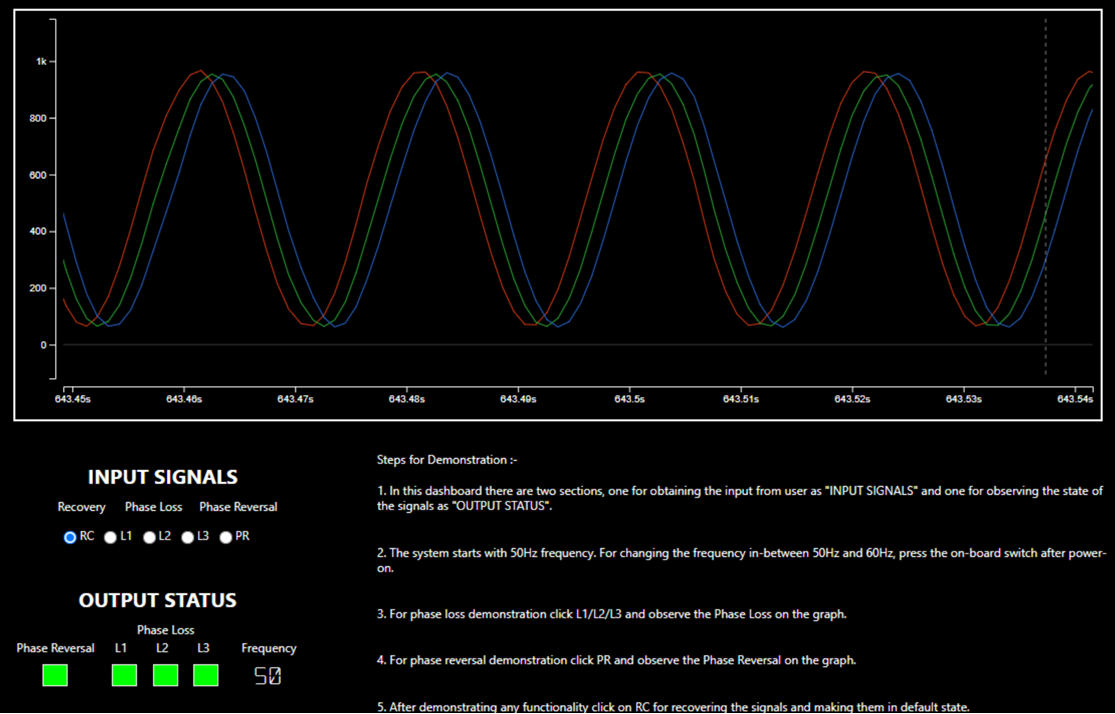 1k
800
600
400
200
0
643.45s 643.46s 643.47s 643.48s 643.49s 643.5s 643.51s 643.52s 643.53s 643.54s
INPUT SIGNALS
Recovery Phase Loss Phase Reversal
RC L1 L2 L3 PR
OUTPUT STATUS
Phase Loss
Phase Reversal L1 L2 L3 Frequency
50
Steps for Demonstration :-
1. In this dashboard there are two sections, one for obtaining the input from user as "INPUT SIGNALS" and one for observing the state of
the signals as "OUTPUT STATUS".
2. The system starts with 50Hz frequency. For changing the frequency in-between 50Hz and 60Hz, press the on-board switch after power-
on.
3. For phase loss demonstration click L1/L2/L3 and observe the Phase Loss on the graph.
4. For phase reversal demonstration click PR and observe the Phase Reversal on the graph.
5. After demonstrating any functionality click on RC for recovering the signals and making them in default state.